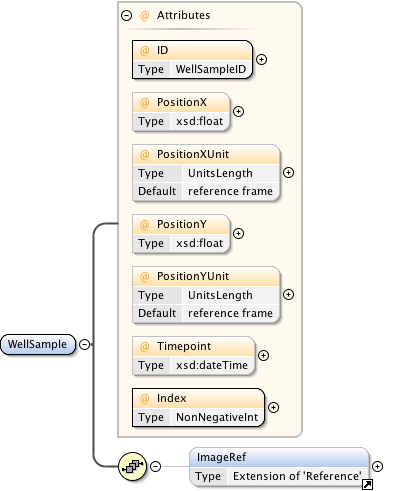 Attributes
@ ID
Type WellSampleID
@ PositionX
Type xsd:float
@ PositionXUnit
Type UnitsLength
Default reference frame
@ PositionY
Type xsd:float
@ PositionYUnit
Type UnitsLength
Default reference frame
WellSample
@ Timepoint
Type xsd:dateTime
@ Index
Type NonNegativeInt
ImageRef
Type Extension of 'Reference'